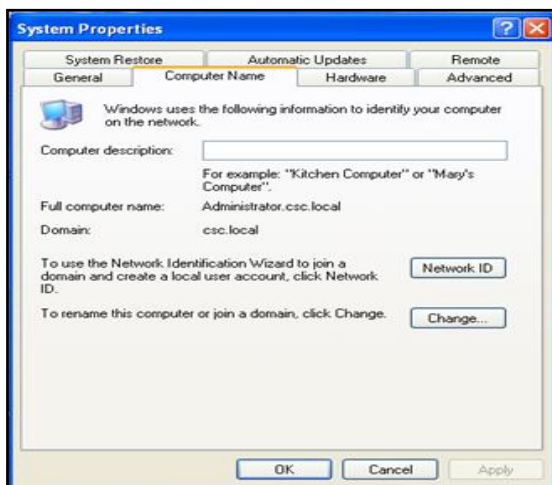 System Properties
System Restore Automatic Updates Remote
General Computer Name Hardware Advanced
Windows uses the following information to identify your computer
on the network.
Computer description:
For example: "Kitchen Computer" or "Mary's
Computer".
Full computer name: Administrator.csc.local
Domain: csc.local
To use the Network Identification Wizard to join a
domain and create a local user account, click Network
ID.
Network ID
To rename this computer or join a domain, click Change.
Change...
OK Cancel Apply